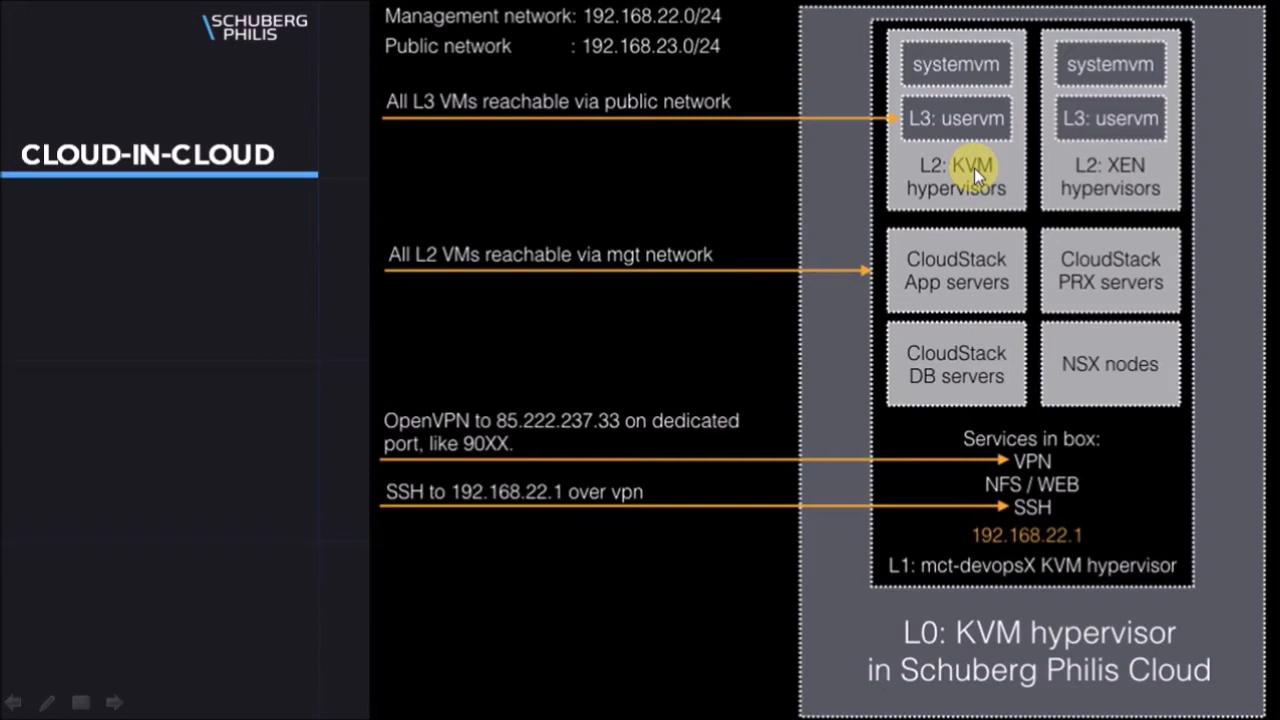 SCHUBERG
PHILIS
CLOUD-IN-CLOUD
Management network: 192.168.22.0/24
Public network : 192.168.23.0/24
All L3 VMs reachable via public network
All L2 VMs reachable via mgt network
OpenVPN to 85.222.237.33 on dedicated
port, like 90XX.
SSH to 192.168.22.1 over vpn
systemvm
L3: uservm
L2: KVM
hypervisors
systemvm
L3: uservm
L2: XEN
hypervisors
CloudStack
App servers
CloudStack
PRX servers
CloudStack
DB servers
NSX nodes
Services in box:
VPN
NFS / WEB
SSH
192.168.22.1
L1: mct-devopsX KVM hypervisor
L0: KVM hypervisor
in Schuberg Philis Cloud